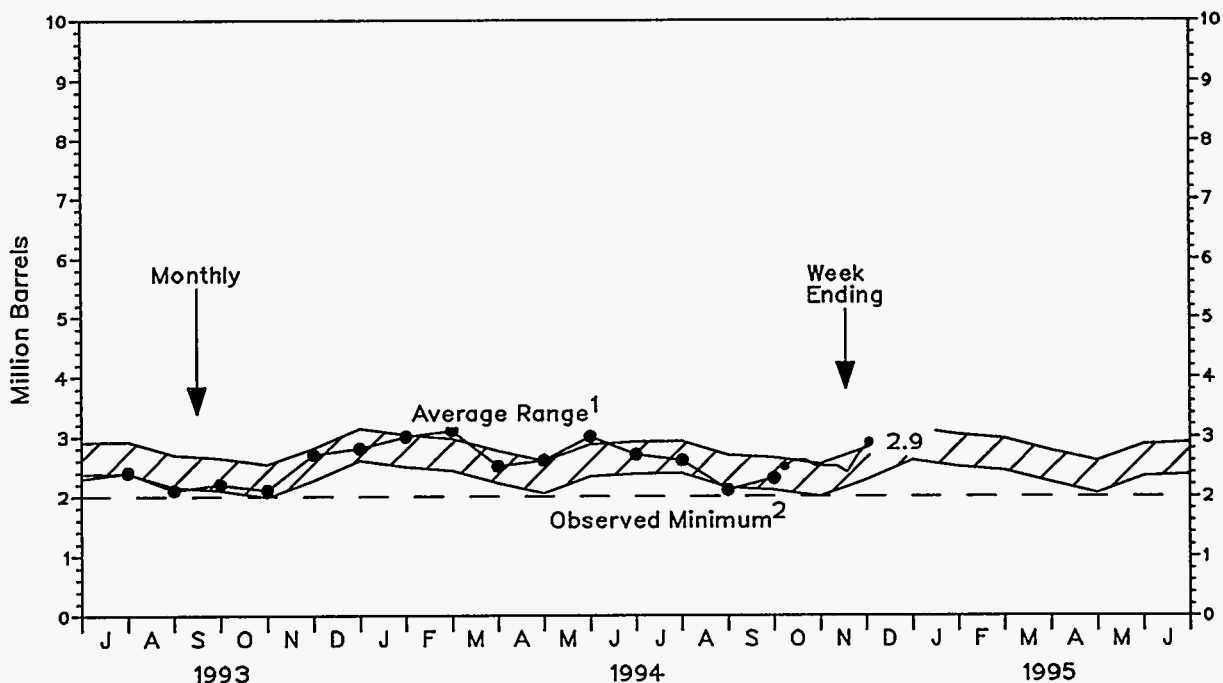 10
9
8
7
6
5
4
3
2
1
0
Million Barrels
10
9
8
7
6
5
4
3
2
1
0
Monthly
Week
Ending
Average Range1
2.9
Observed Minimum2
J A S O N D J F M A M J J A S O N D J F M A M J
1993 1994 1995